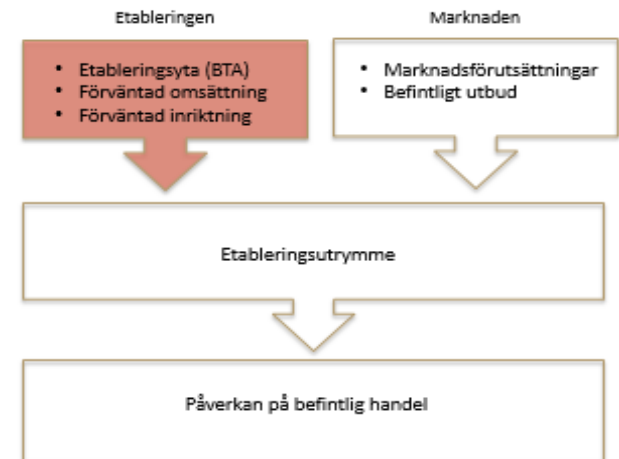 Etableringen
Marknaden
• Etableringsyta (BTA)
• Förväntad omsättning
• Förväntad inriktning
• Marknadsförutsättningar
• Befintligt utbud
Etableringsutrymme
Påverkan på befintlig handel